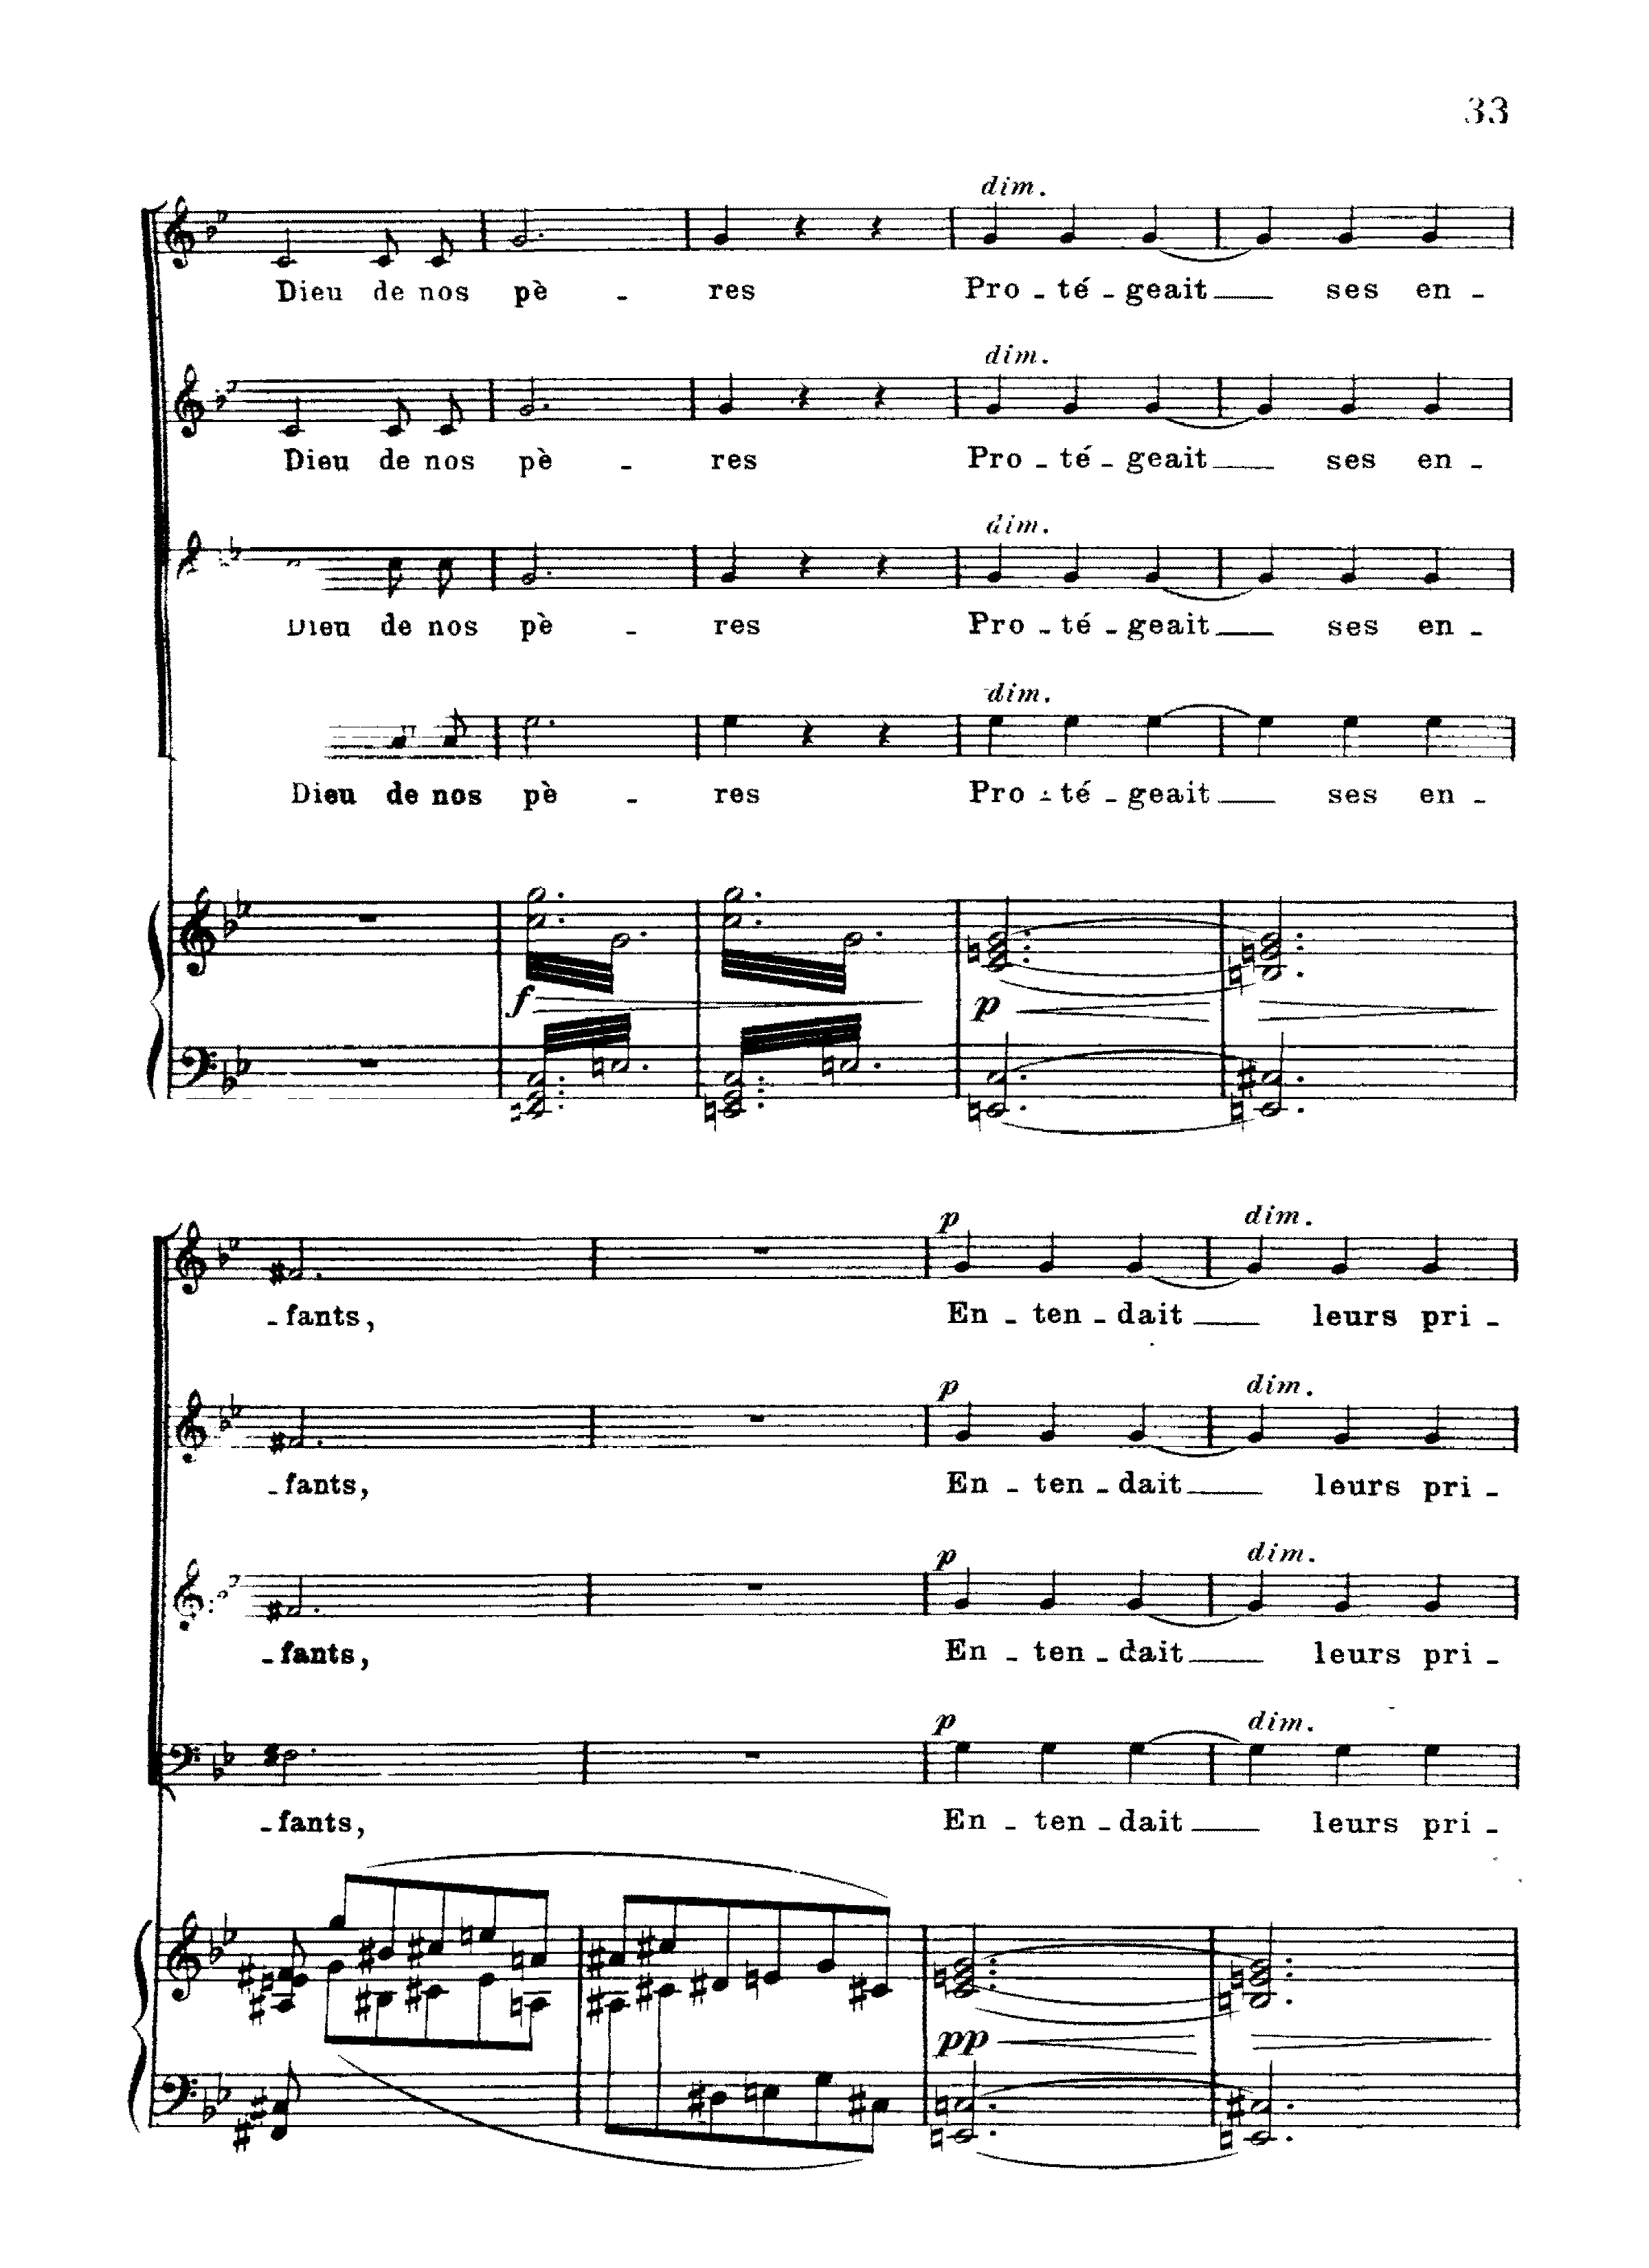 33
dim.
Dieu de nos pè - res Pro - té - geait ses en -
dim.
Dieu de nos pè - res Pro - té - geait ses en -
dim.
Dieu de nos pè - res Pro - té - geait ses en -
dim.
Dieu de nos pè - res Pro - té - geait ses en -
f p
p dim.
- fants, En - ten - dait leurs pri -
p dim.
- fants, En - ten - dait leurs pri -
p dim.
- fants, En - ten - dait leurs pri -
p dim.
- fants, En - ten - dait leurs pri -
pp